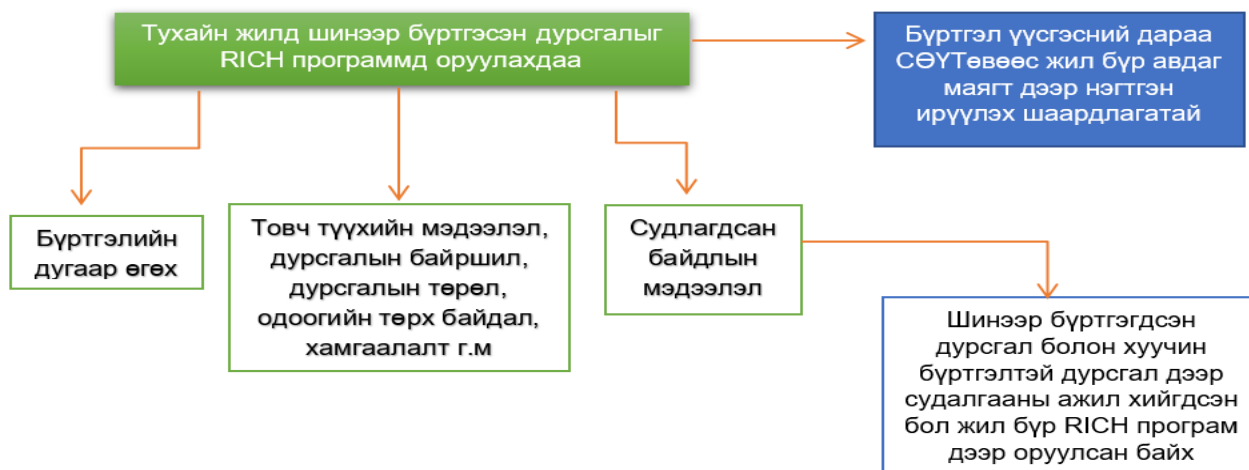 Тухайн жилд шинээр бүртгэсэн дурсгалыг
RICH программд оруулахдаа
Бүртгэл үүсгэсний дараа
СӨҮТөвөөс жил бүр авдаг
маягт дээр нэгтгэн
ирүүлэх шаардлагатай
Бүртгэлийн
дугаар өгөх
Товч түүхийн мэдээлэл,
дурсгалын байршил,
дурсгалын төрөл,
одоогийн төрх байдал,
хамгаалалт г.м
Судлагдсан
байдлын
мэдээлэл
Шинээр бүртгэгдсэн
дурсгал болон хуучин
бүртгэлтэй дурсгал дээр
судалгааны ажил хийгдсэн
бол жил бүр RICH програм
дээр оруулсан байх